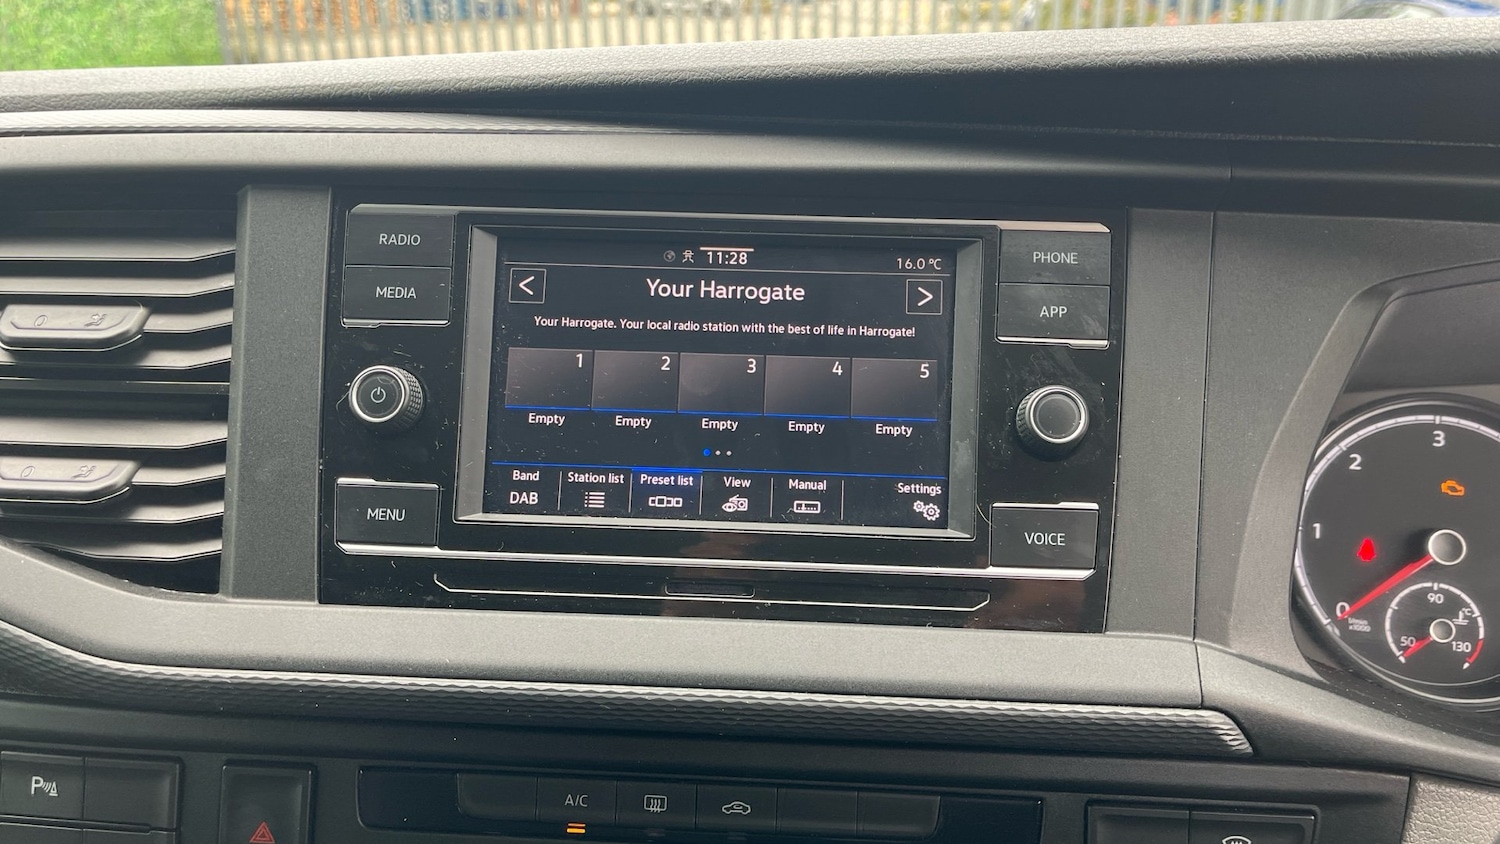 RADIO
MEDIA
MENU
11:28
16.0 °C
<
Your Harrogate
>
Your Harrogate. Your local radio station with the best of life in Harrogate!
1 2 3 4 5
Empty Empty Empty Empty Empty
Band Station list Preset list View Manual Settings
DAB
PHONE
APP
VOICE
3
2
1
0
90
50 130
°C
P
A/C